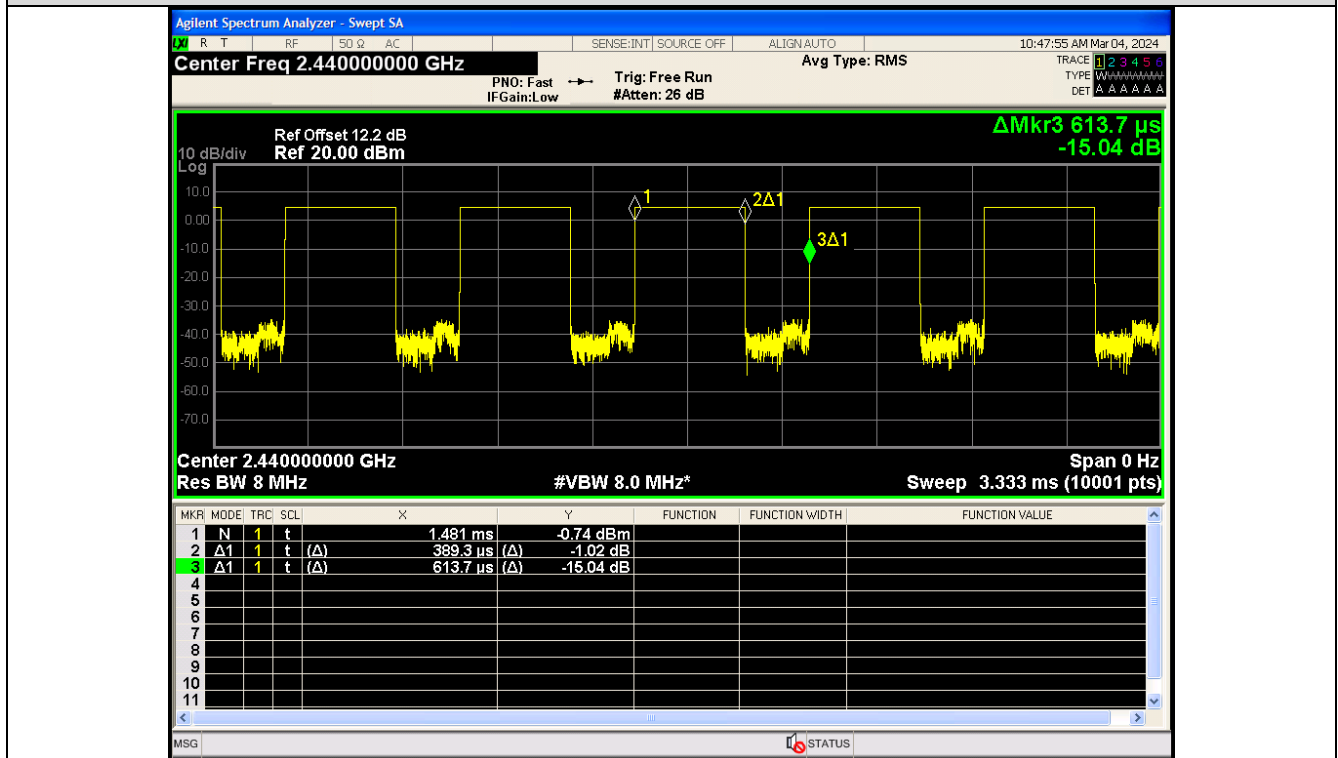 Agilent Spectrum Analyzer - Swept SA
LXI R T RF 50 Ω AC SENSE:INT SOURCE OFF ALIGN AUTO 10:47:55 AM Mar 04, 2024
Center Freq 2.440000000 GHz Avg Type: RMS TRACE 1 2 3 4 5 6
PNO: Fast Trig: Free Run TYPE
IFGain:Low #Atten: 26 dB DET A A A A A A
ΔMkr3 613.7 µs
Ref Offset 12.2 dB
10 dB/div Ref 20.00 dBm -15.04 dB
Log
10.0
1
2Δ1
0.00
3Δ1
-10.0
-20.0
-30.0
-40.0
-50.0
-60.0
-70.0
Center 2.440000000 GHz Span 0 Hz
Res BW 8 MHz #VBW 8.0 MHz* Sweep 3.333 ms (10001 pts)
MKR MODE TRC SCL X Y FUNCTION FUNCTION WIDTH FUNCTION VALUE
1 N 1 t 1.481 ms -0.74 dBm
2 Δ1 1 t (Δ) 389.3 µs (Δ) -1.02 dB
3 Δ1 1 t (Δ) 613.7 µs (Δ) -15.04 dB
4
5
6
7
8
9
10
11
MSG STATUS